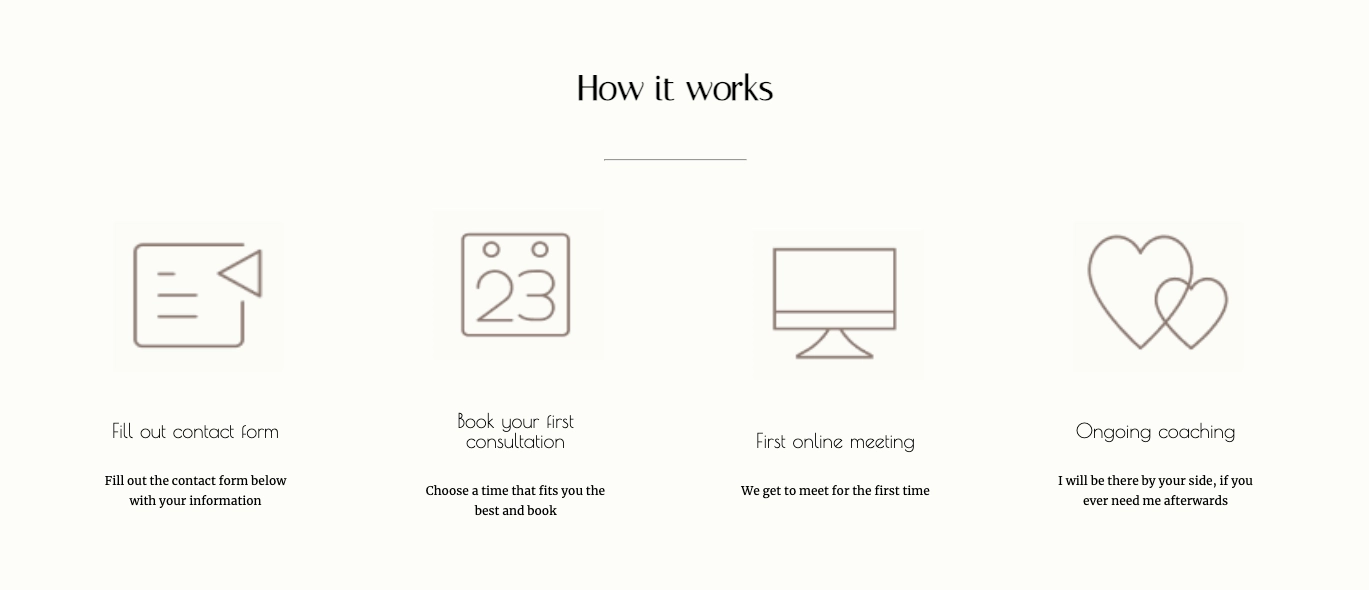 How it works
23
Fill out contact form
Fill out the contact form below
with your information
Book your first
consultation
Choose a time that fits you the
best and book
First online meeting
We get to meet for the first time
Ongoing coaching
I will be there by your side, if you
ever need me afterwards